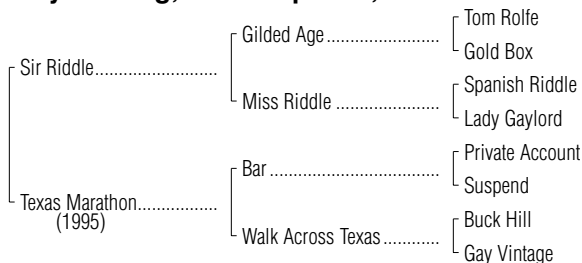 Tom Rolfe
Gilded Age
Gold Box
Sir Riddle
Spanish Riddle
Miss Riddle
Lady Gaylord
Private Account
Bar
Suspend
Texas Marathon
(1995)
Buck Hill
Walk Across Texas
Gay Vintage